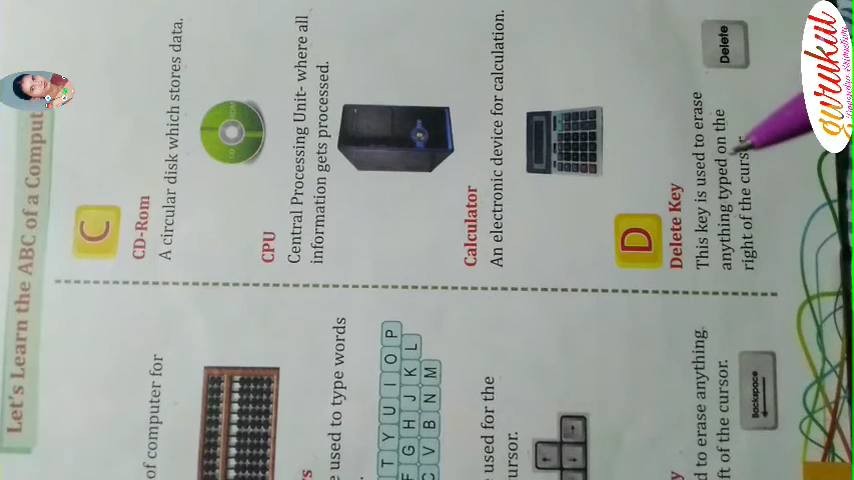 Let's Learn the ABC of a Comput
of computer for
used to type words
T Y U I O P
F G H J K L
C V B N M
used for the
ursor.
d to erase anything
ft of the cursor.
Backspace
C
CD-Rom
A circular disk which stores data.
CPU
Central Processing Unit- where all
information gets processed.
Calculator
An electronic device for calculation.
D
Delete Key
This key is used to erase
anything typed on the
right of the cursor
Delete
gurukul